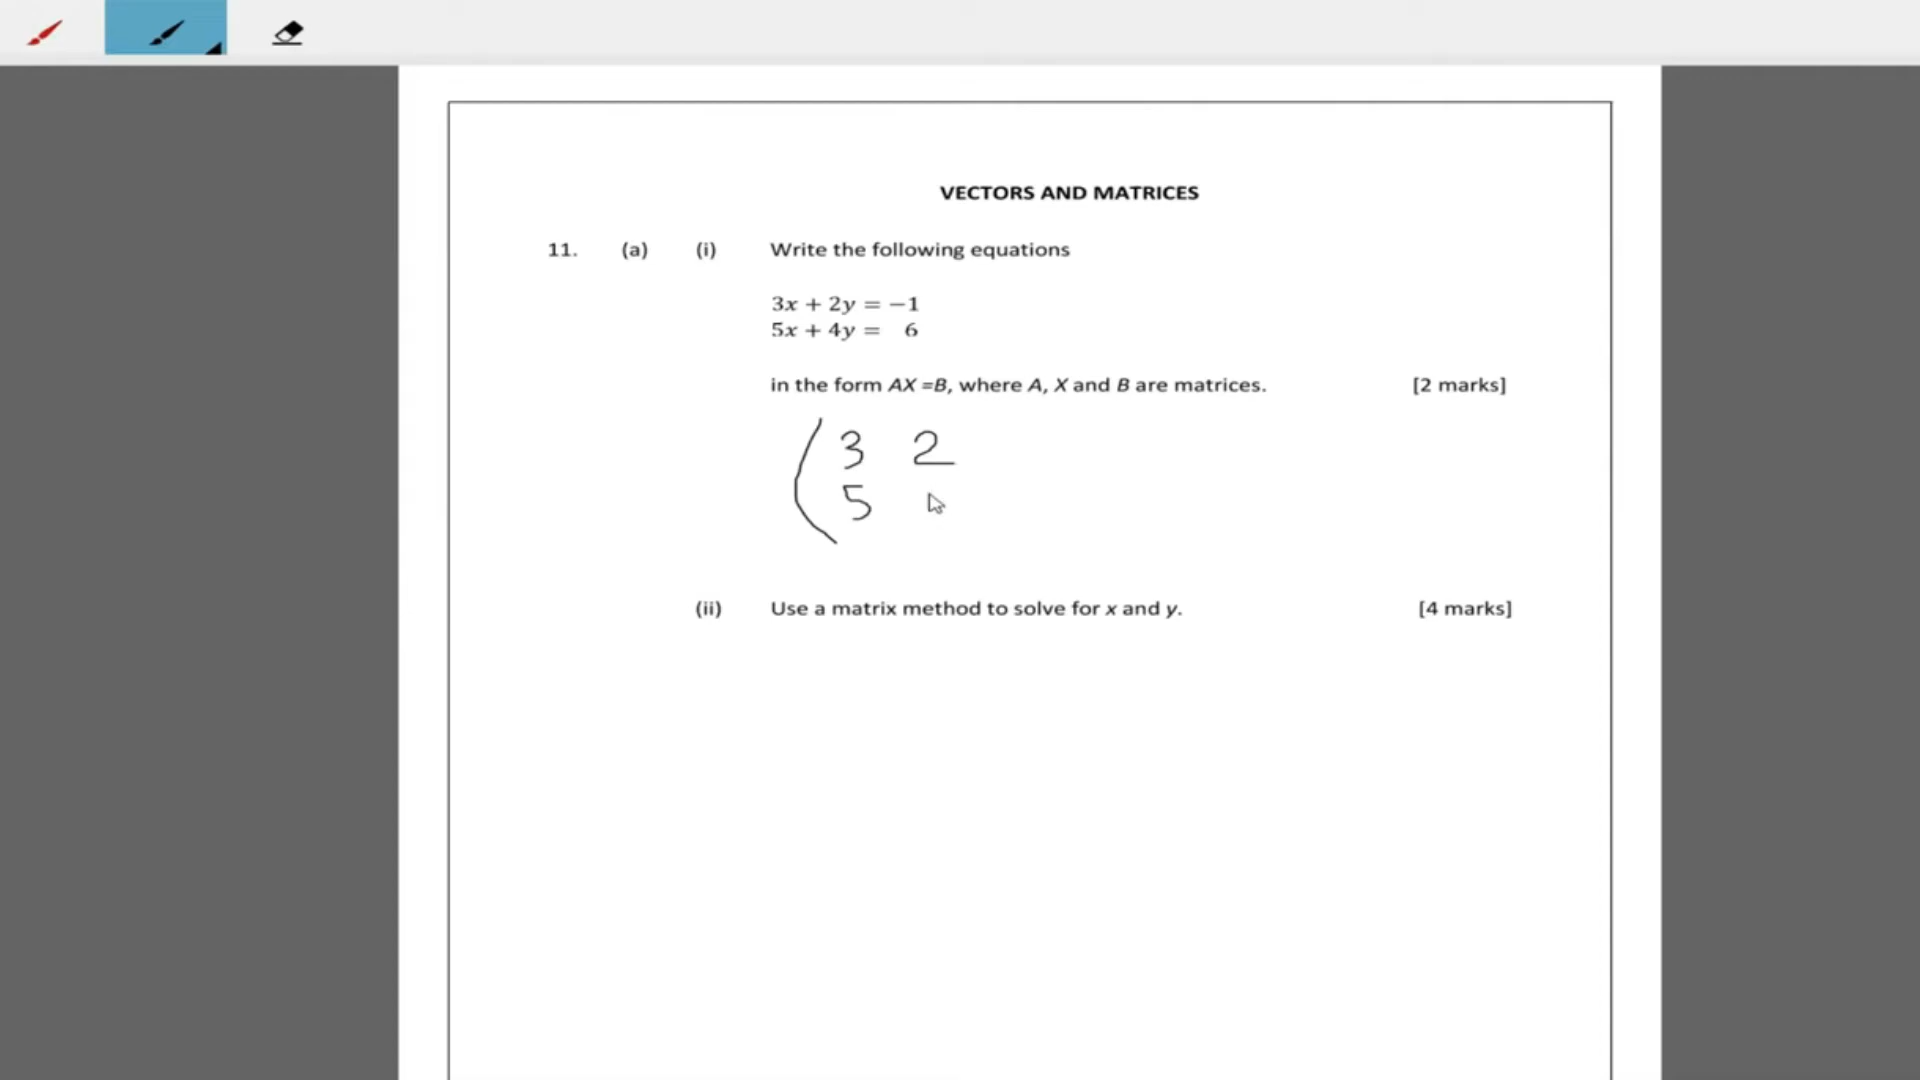 VECTORS AND MATRICES
11. (a) (i) Write the following equations
3x + 2y = −1
5x + 4y = 6
in the form AX =B, where A, X and B are matrices. [2 marks]
( 3 2
5
(ii) Use a matrix method to solve for x and y. [4 marks]